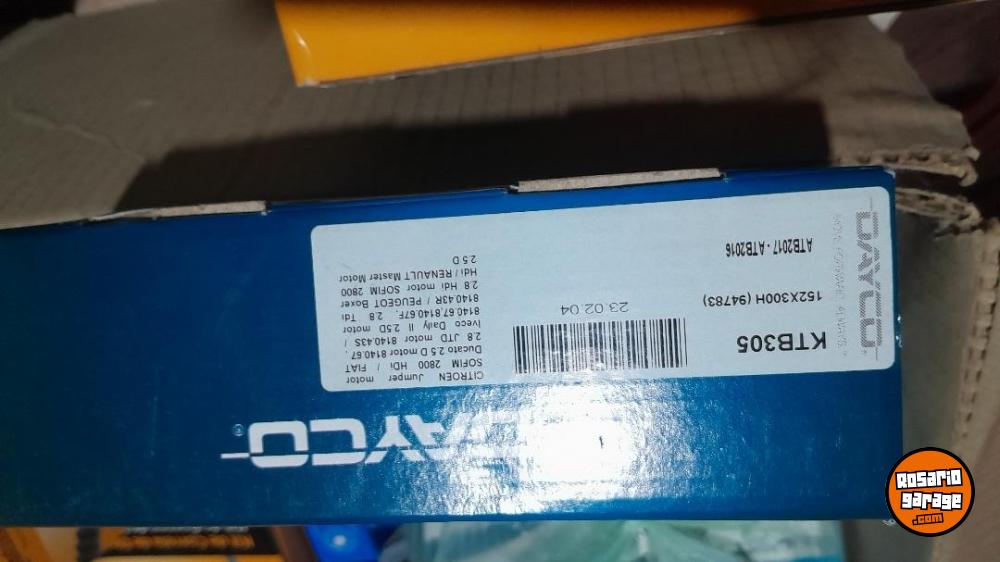 DAYCO®
MOVE FORWARD. ALWAYS.®
KTB305
152X300H (94783)
ATB2017 - ATB2016
23.02.04
CITROEN Jumper motor
SOFIM 2800 HDi / FIAT
Ducato 2.5 D motor 8140.67.
2.8 JTD motor 8140.43S /
Iveco Daily II 2.5D motor
8140.67.8140.67F. 2.8 Tdi
8140.43R / PEUGEOT Boxer
2.8 Hdi motor SOFIM 2800
Hdi / RENAULT Master Motor
2.5 D
DAYCO®
Rosario
garage
.com